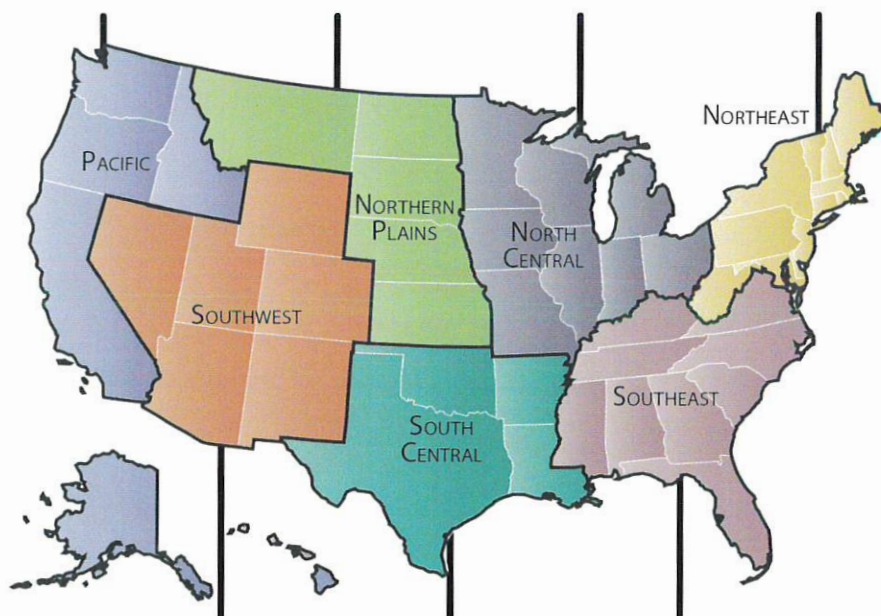 NORTHEAST
PACIFIC
NORTHERN
PLAINS
NORTH
CENTRAL
SOUTHWEST
SOUTHEAST
SOUTH
CENTRAL